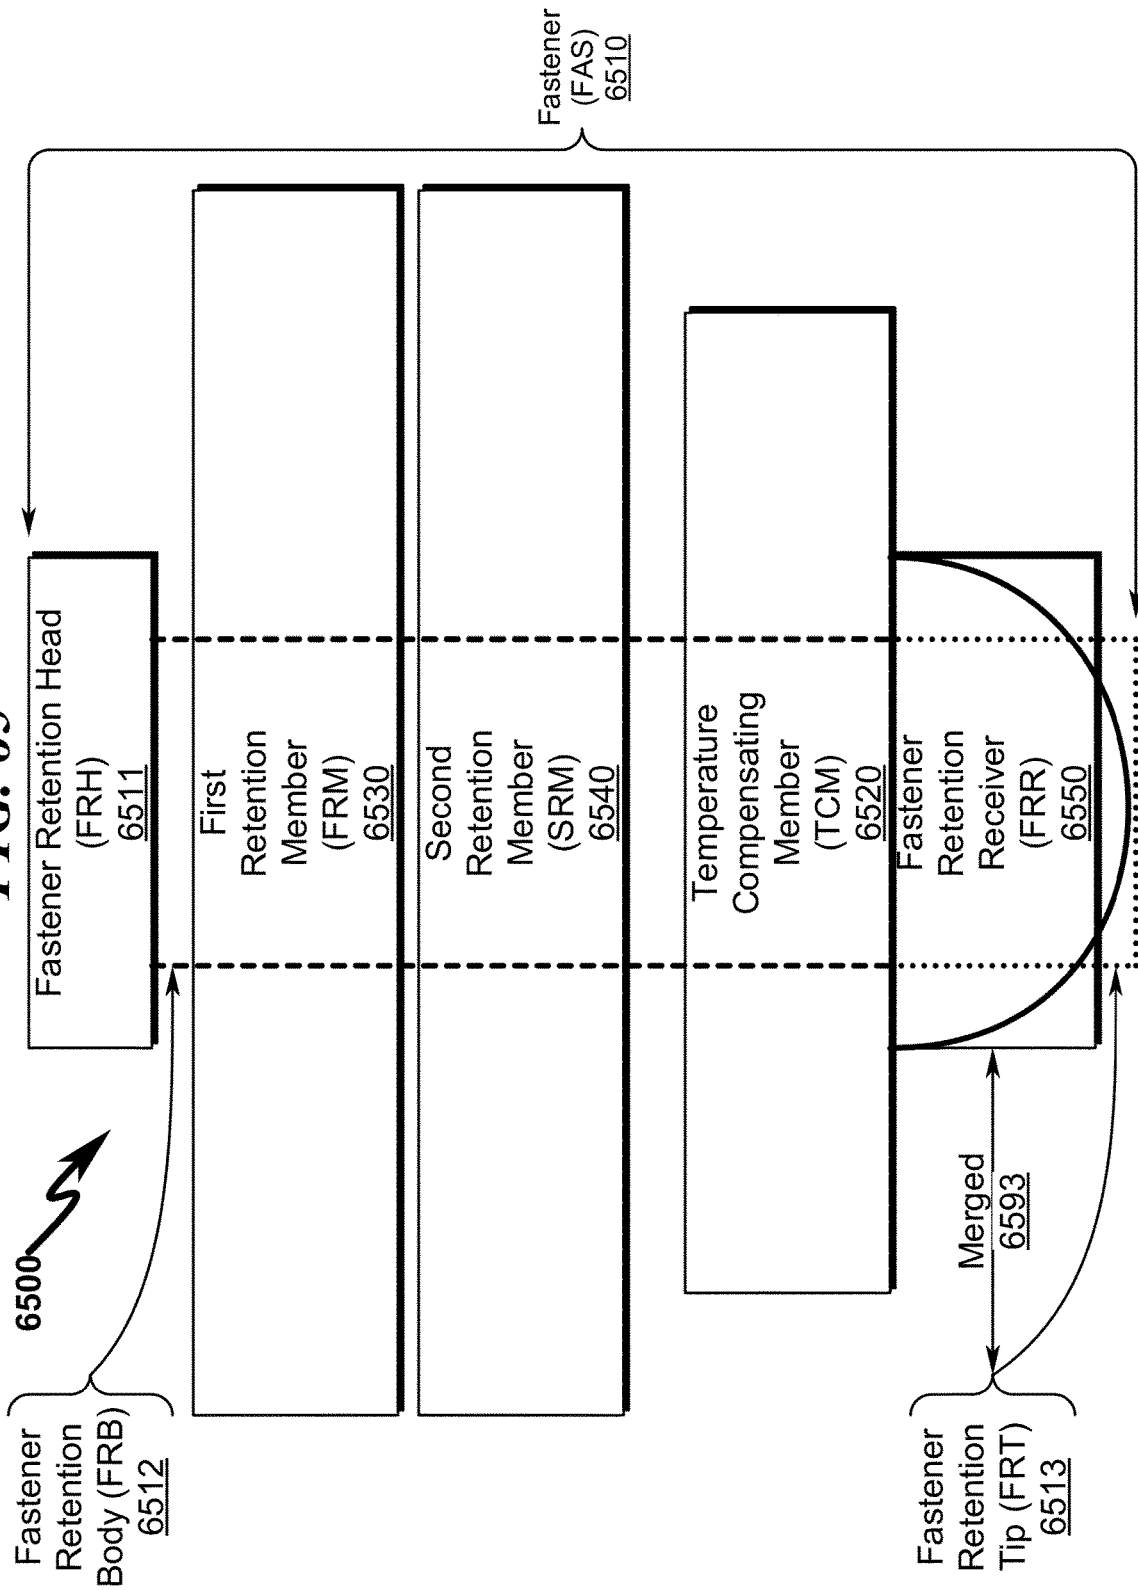 6500
Fastener
Retention
Body (FRB)
6512
Fastener Retention Head
(FRH)
6511
First
Retention
Member
(FRM)
6530
Second
Retention
Member
(SRM)
6540
Fastener
(FAS)
6510
Temperature
Compensating
Member
(TCM)
6520
Fastener
Retention
Receiver
(FRR)
6550
Merged
6593
Fastener
Retention
Tip (FRT)
6513